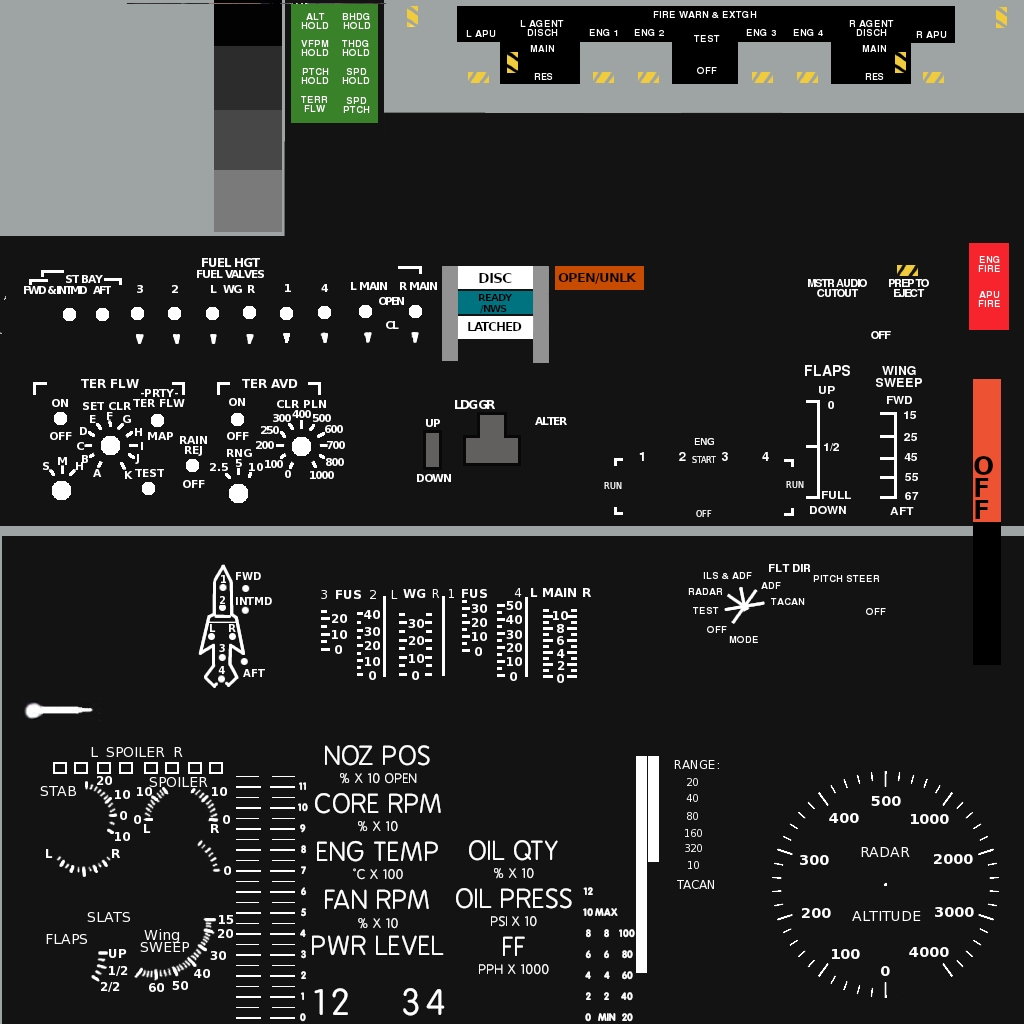 ALT HOLD BHDG HOLD
VFPM HOLD THDG HOLD
PTCH HOLD SPD HOLD
TERR FLW SPD PTCH
FIRE WARN & EXTGH
L APU L AGENT DISCH ENG 1 ENG 2 TEST ENG 3 ENG 4 R AGENT DISCH R APU
MAIN MAIN
RES OFF RES
FUEL HGT
FUEL VALVES
ST BAY
FWD & INTMD AFT 3 2 L WG R 1 4 L MAIN R MAIN
OPEN
CL
DISC
READY
/NWS
LATCHED
OPEN/UNLK
MSTR AUDIO
CUTOUT
PREP TO
EJECT
OFF
ENG
FIRE
APU
FIRE
TER FLW
-PRTY-
ON SET CLR TER FLW
OFF MAP
S M H A B C D E F G H I J K
TEST
RAIN
REJ
OFF
TER AVD
ON
OFF
RNG
2.5 5 10
CLR PLN
0 100 200 250 300 400 500 600 700 800 1000
LDG GR
UP
DOWN
ALTER
ENG
START
1 2 3 4
RUN RUN
OFF
FLAPS
UP
0
1/2
FULL
DOWN
WING
SWEEP
FWD
15
25
45
55
67
AFT
OFF
1
2
L R
3
4
FWD
INTMD
AFT
3 FUS 2 L WG R 1 FUS 4 L MAIN R
20
10
0
40
30
20
10
0
30
20
10
0
30
20
10
0
50
40
30
20
10
0
10
8
6
4
2
0
FLT DIR
ILS & ADF ADF PITCH STEER
RADAR TACAN
TEST OFF
OFF
MODE
L SPOILER R
STAB 20 10 0 10
SPOILER
10 0 10 0
L R
L R
0
SLATS
FLAPS
UP
1/2
2/2
Wing
SWEEP
15
20
30
40
50
60
11
10
9
8
7
6
5
4
3
2
1
0
NOZ POS
% X 10 OPEN
CORE RPM
% X 10
ENG TEMP
°C X 100
FAN RPM
% X 10
PWR LEVEL
12 34
OIL QTY
% X 10
OIL PRESS
PSI X 10
FF
PPH X 1000
12
10 MAX
8 8 100
6 6 80
4 4 60
2 2 40
0 MIN 20
RANGE:
20
40
80
160
320
10
TACAN
RADAR
ALTITUDE
0
100
200
300
400
500
1000
2000
3000
4000